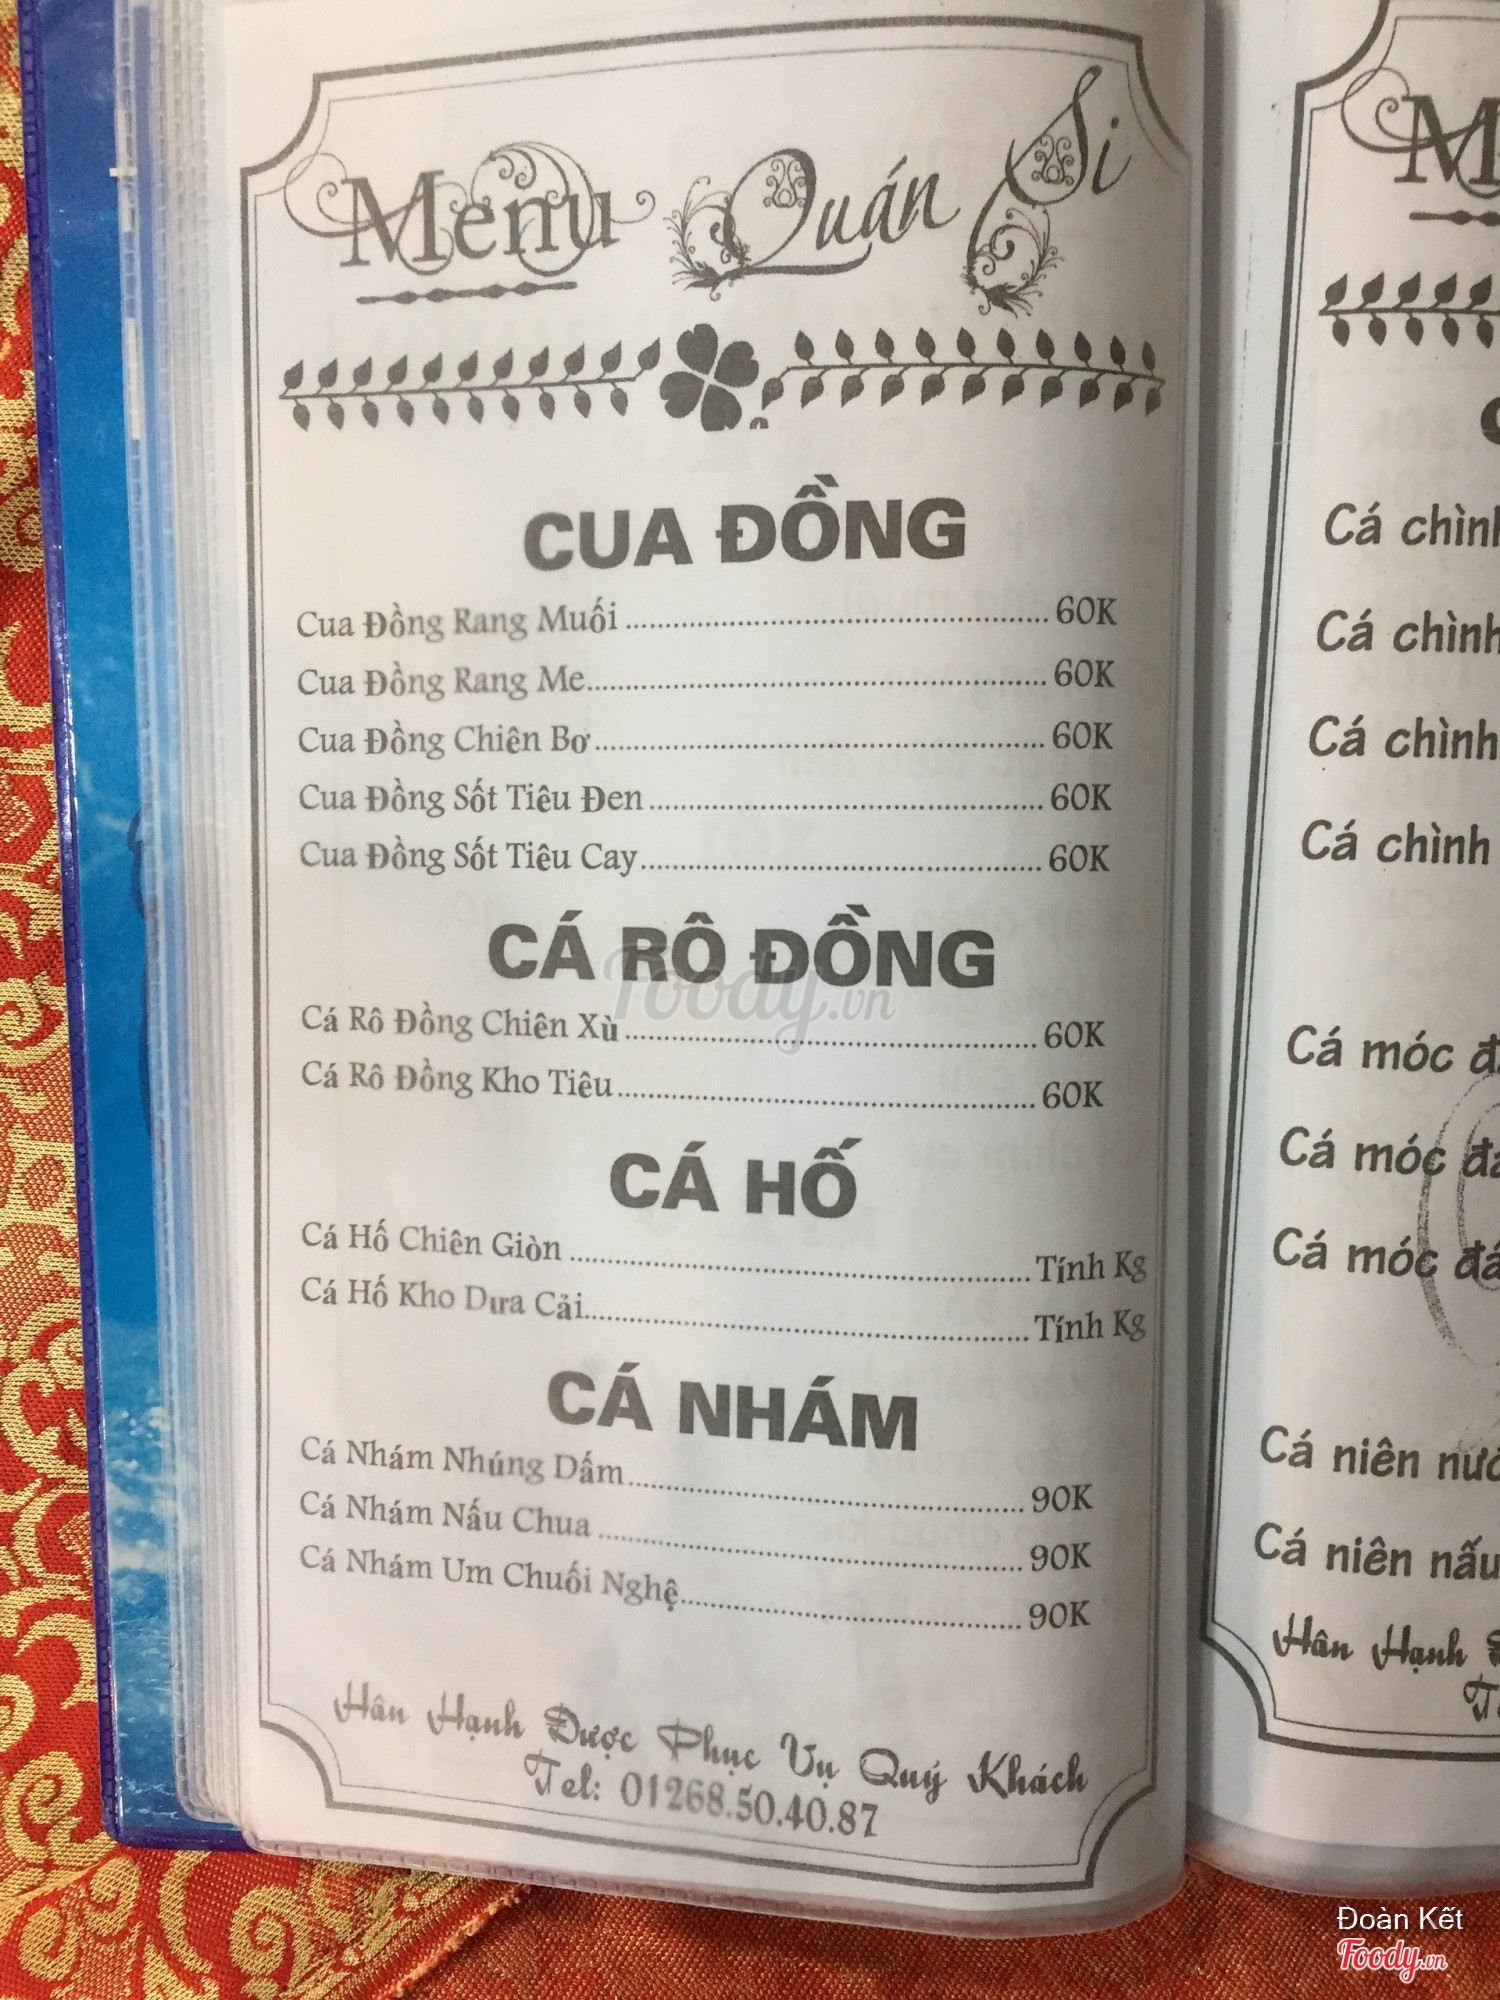 Menu Quán Si
CUA ĐỒNG
Cua Đồng Rang Muối ........ 60K
Cua Đồng Rang Me ........ 60K
Cua Đồng Chiên Bơ ........ 60K
Cua Đồng Sốt Tiêu Đen ........ 60K
Cua Đồng Sốt Tiêu Cay ........ 60K
CÁ RÔ ĐỒNG
Cá Rô Đồng Chiên Xù ........ 60K
Cá Rô Đồng Kho Tiêu ........ 60K
CÁ HỐ
Cá Hố Chiên Giòn ........ Tính Kg
Cá Hố Kho Dưa Cải ........ Tính Kg
CÁ NHÁM
Cá Nhám Nhúng Dấm ........ 90K
Cá Nhám Nấu Chua ........ 90K
Cá Nhám Um Chuối Nghệ ........ 90K
Hân Hạnh Được Phục Vụ Quý Khách
Tel: 01268.50.40.87
Cá chình
Cá chình
Cá chình
Cá chình
Cá móc
Cá móc
Cá móc
Cá niên
Cá niên nấu
Hân Hạnh
Foody.vn
Đoàn Kết
Foody.vn